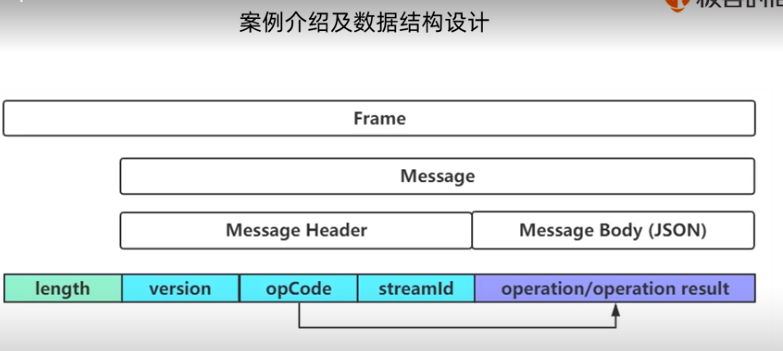 案例介绍及数据结构设计
Frame
Message
Message Header Message Body (JSON)
length version opCode streamId operation/operation result